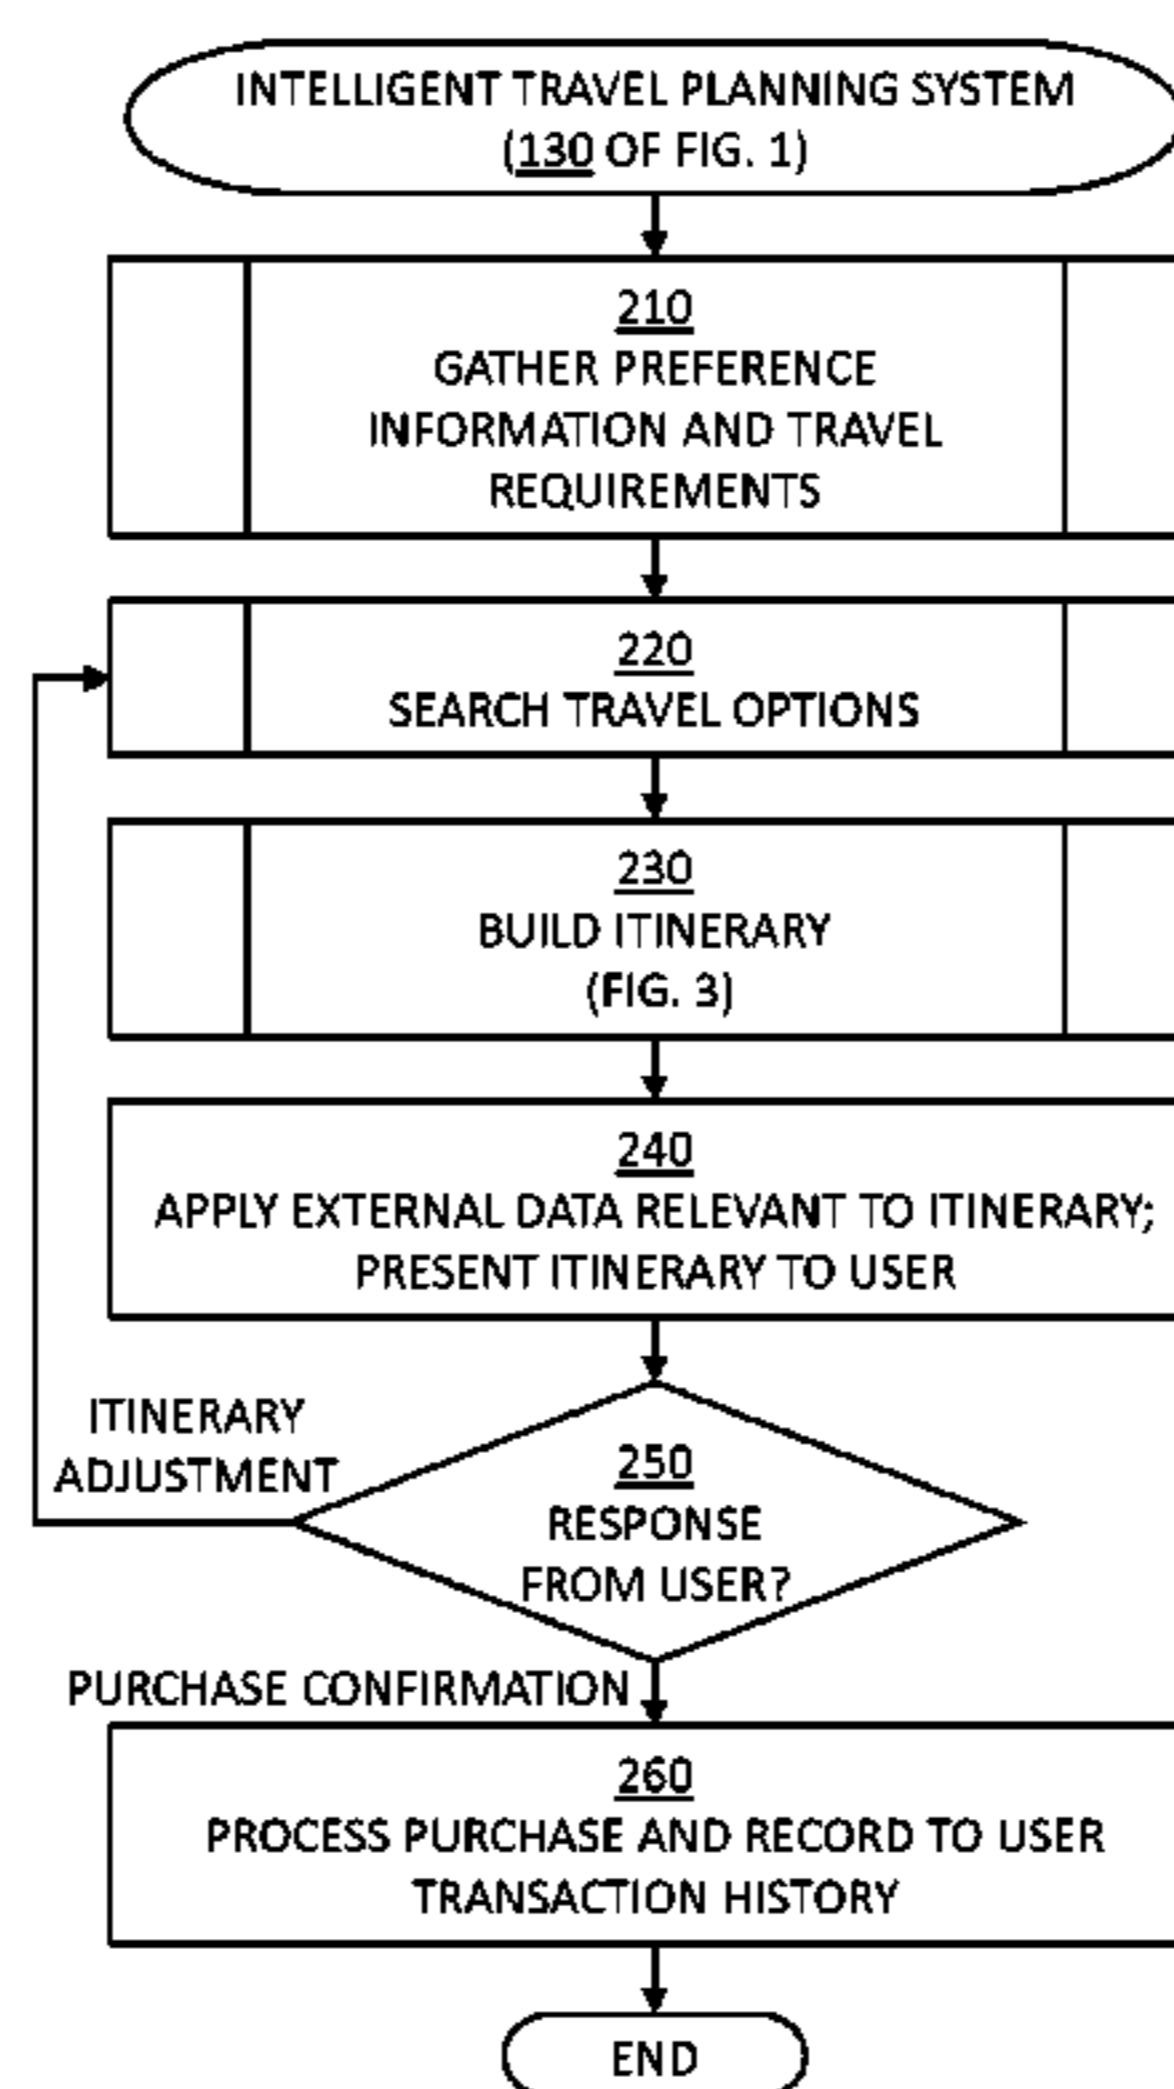 INTELLIGENT TRAVEL PLANNING SYSTEM
(130 OF FIG. 1)
210
GATHER PREFERENCE
INFORMATION AND TRAVEL
REQUIREMENTS
220
SEARCH TRAVEL OPTIONS
230
BUILD ITINERARY
(FIG. 3)
240
APPLY EXTERNAL DATA RELEVANT TO ITINERARY;
PRESENT ITINERARY TO USER
ITINERARY
ADJUSTMENT
250
RESPONSE
FROM USER?
PURCHASE CONFIRMATION
260
PROCESS PURCHASE AND RECORD TO USER
TRANSACTION HISTORY
END